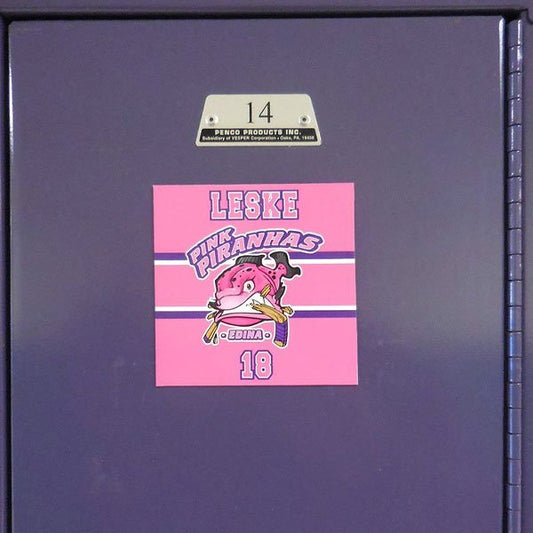 14
PENCO PRODUCTS INC.
Subsidiary of VESPER Corporation • Oaks, PA. 19456
LESKE
PINK
PIRANHAS
• EDINA •
18